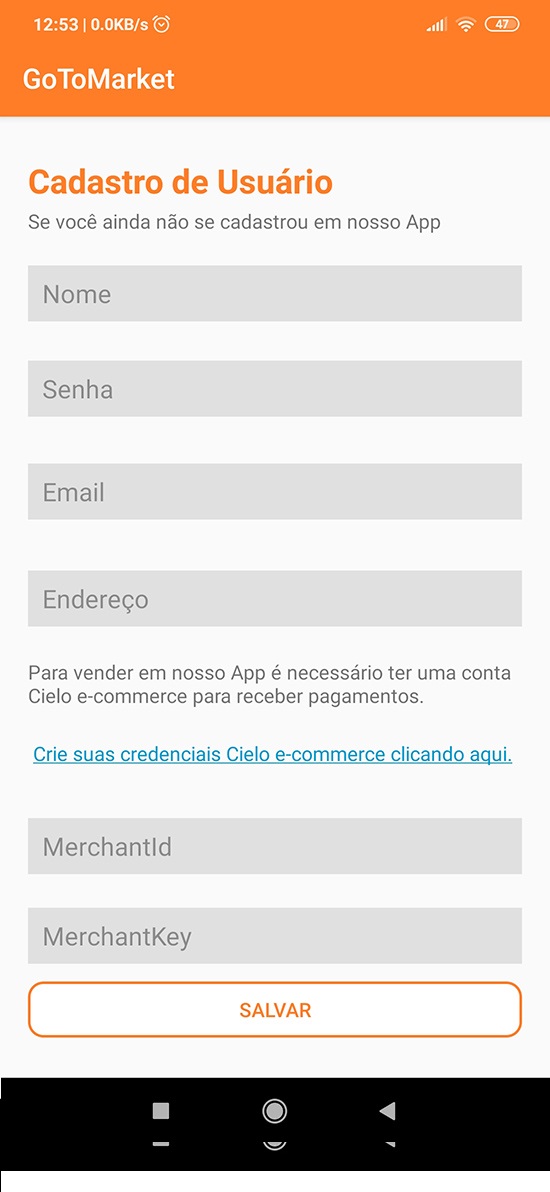 12:53 | 0.0KB/s
47
GoToMarket
Cadastro de Usuário
Se você ainda não se cadastrou em nosso App
Nome
Senha
Email
Endereço
Para vender em nosso App é necessário ter uma conta
Cielo e-commerce para receber pagamentos.
Crie suas credenciais Cielo e-commerce clicando aqui.
MerchantId
MerchantKey
SALVAR